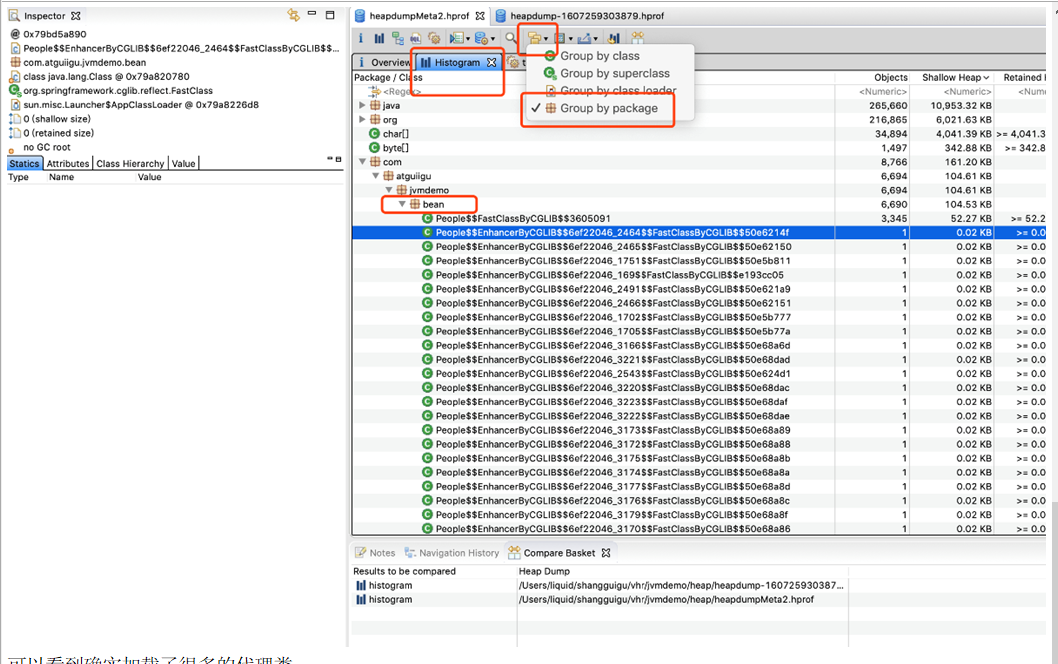 Inspector
@ 0x79bd5a890
People$$EnhancerByCGLIB$$6ef22046_2464$$FastClassByCGLIB$$...
com.atguiigu.jvmdemo.bean
class java.lang.Class @ 0x79a820780
org.springframework.cglib.reflect.FastClass
sun.misc.Launcher$AppClassLoader @ 0x79a8226d8
0 (shallow size)
0 (retained size)
no GC root
Statics Attributes Class Hierarchy Value
Type Name Value
heapdumpMeta2.hprof heapdump-1607259303879.hprof
Overview Histogram
Group by class
Group by superclass
Group by class loader
Group by package
Package / Class Objects Shallow Heap Retained H
<Regex> <Numeric> <Numeric> <Num
java 265,660 10,953.32 KB
org 216,865 6,021.63 KB
char[] 34,894 4,041.39 KB >= 4,041.3
byte[] 1,497 342.88 KB >= 342.8
com 8,766 161.20 KB
atguiigu 6,694 104.61 KB
jvmdemo 6,694 104.61 KB
bean 6,690 104.53 KB
People$$FastClassByCGLIB$$3605091 3,345 52.27 KB >= 52.2
People$$EnhancerByCGLIB$$6ef22046_2464$$FastClassByCGLIB$$50e6214f 1 0.02 KB >= 0.0
People$$EnhancerByCGLIB$$6ef22046_2465$$FastClassByCGLIB$$50e62150 1 0.02 KB >= 0.0
People$$EnhancerByCGLIB$$6ef22046_1751$$FastClassByCGLIB$$50e5b811 1 0.02 KB >= 0.0
People$$EnhancerByCGLIB$$6ef22046_169$$FastClassByCGLIB$$e193cc05 1 0.02 KB >= 0.0
People$$EnhancerByCGLIB$$6ef22046_2491$$FastClassByCGLIB$$50e621a9 1 0.02 KB >= 0.0
People$$EnhancerByCGLIB$$6ef22046_2466$$FastClassByCGLIB$$50e62151 1 0.02 KB >= 0.0
People$$EnhancerByCGLIB$$6ef22046_1702$$FastClassByCGLIB$$50e5b777 1 0.02 KB >= 0.0
People$$EnhancerByCGLIB$$6ef22046_1705$$FastClassByCGLIB$$50e5b77a 1 0.02 KB >= 0.0
People$$EnhancerByCGLIB$$6ef22046_3166$$FastClassByCGLIB$$50e68a6d 1 0.02 KB >= 0.0
People$$EnhancerByCGLIB$$6ef22046_3221$$FastClassByCGLIB$$50e68dad 1 0.02 KB >= 0.0
People$$EnhancerByCGLIB$$6ef22046_2543$$FastClassByCGLIB$$50e624d1 1 0.02 KB >= 0.0
People$$EnhancerByCGLIB$$6ef22046_3220$$FastClassByCGLIB$$50e68dac 1 0.02 KB >= 0.0
People$$EnhancerByCGLIB$$6ef22046_3223$$FastClassByCGLIB$$50e68daf 1 0.02 KB >= 0.0
People$$EnhancerByCGLIB$$6ef22046_3222$$FastClassByCGLIB$$50e68dae 1 0.02 KB >= 0.0
People$$EnhancerByCGLIB$$6ef22046_3173$$FastClassByCGLIB$$50e68a89 1 0.02 KB >= 0.0
People$$EnhancerByCGLIB$$6ef22046_3172$$FastClassByCGLIB$$50e68a88 1 0.02 KB >= 0.0
People$$EnhancerByCGLIB$$6ef22046_3175$$FastClassByCGLIB$$50e68a8b 1 0.02 KB >= 0.0
People$$EnhancerByCGLIB$$6ef22046_3174$$FastClassByCGLIB$$50e68a8a 1 0.02 KB >= 0.0
People$$EnhancerByCGLIB$$6ef22046_3177$$FastClassByCGLIB$$50e68a8d 1 0.02 KB >= 0.0
People$$EnhancerByCGLIB$$6ef22046_3176$$FastClassByCGLIB$$50e68a8c 1 0.02 KB >= 0.0
People$$EnhancerByCGLIB$$6ef22046_3179$$FastClassByCGLIB$$50e68a8f 1 0.02 KB >= 0.0
People$$EnhancerByCGLIB$$6ef22046_3170$$FastClassByCGLIB$$50e68a86 1 0.02 KB >= 0.0
Notes Navigation History Compare Basket
Results to be compared Heap Dump
histogram /Users/liquid/shangguigu/vhr/jvmdemo/heap/heapdump-160725930387...
histogram /Users/liquid/shangguigu/vhr/jvmdemo/heap/heapdumpMeta2.hprof
可以看到确实加载了很多的代理类